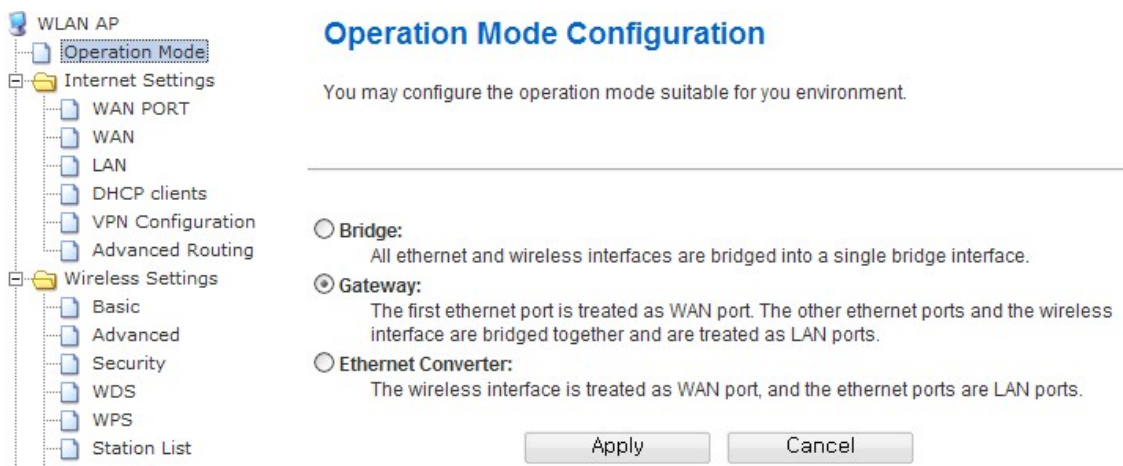 WLAN AP
Operation Mode
Internet Settings
WAN PORT
WAN
LAN
DHCP clients
VPN Configuration
Advanced Routing
Wireless Settings
Basic
Advanced
Security
WDS
WPS
Station List
Operation Mode Configuration
You may configure the operation mode suitable for you environment.
Bridge:
All ethernet and wireless interfaces are bridged into a single bridge interface.
Gateway:
The first ethernet port is treated as WAN port. The other ethernet ports and the wireless
interface are bridged together and are treated as LAN ports.
Ethernet Converter:
The wireless interface is treated as WAN port, and the ethernet ports are LAN ports.
Apply
Cancel